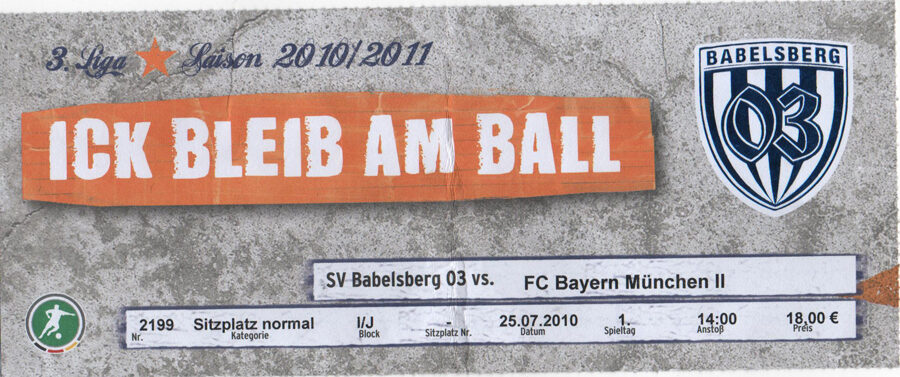 3. Liga Saison 2010/2011
BABELSBERG
03
ICK BLEIB AM BALL
SV Babelsberg 03 vs. FC Bayern München II
2199 Sitzplatz normal I/J - 25.07.2010 1. 14:00 18,00 €
Nr. Kategorie Block Sitzplatz Nr. Datum Spieltag Anstoß Preis